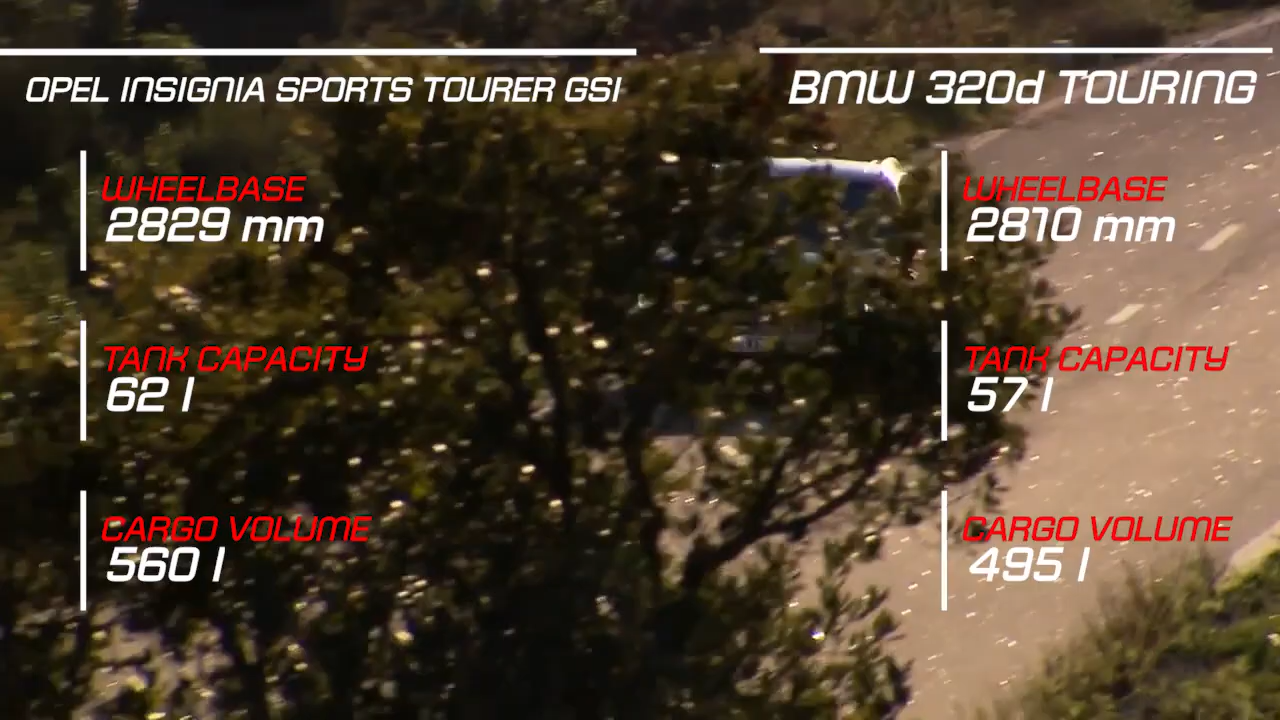 OPEL INSIGNIA SPORTS TOURER GSI
WHEELBASE
2829 mm
TANK CAPACITY
62 l
CARGO VOLUME
560 l
BMW 320d TOURING
WHEELBASE
2810 mm
TANK CAPACITY
57 l
CARGO VOLUME
495 l